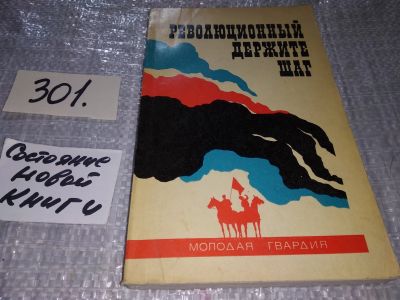 301.
Состояние
новой
книги
РЕВОЛЮЦИОННЫЙ
ДЕРЖИТЕ
ШАГ
МОЛОДАЯ ГВАРДИЯ